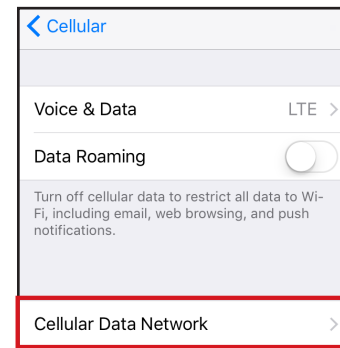 Cellular
Voice & Data LTE
Data Roaming
Turn off cellular data to restrict all data to Wi-
Fi, including email, web browsing, and push
notifications.
Cellular Data Network